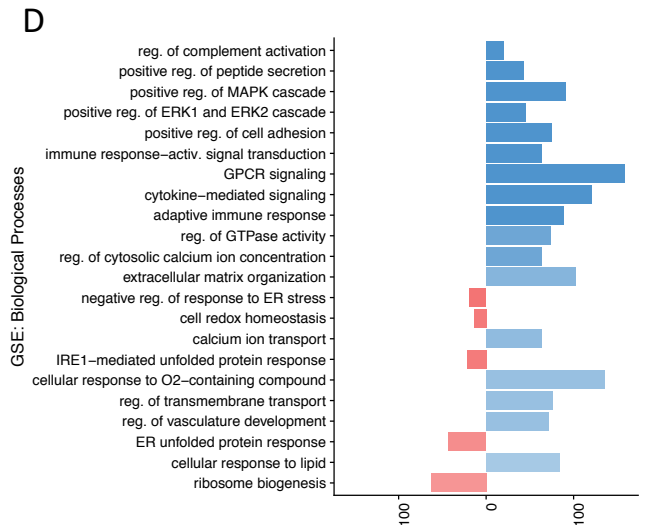 D
GSE: Biological Processes
reg. of complement activation
positive reg. of peptide secretion
positive reg. of MAPK cascade
positive reg. of ERK1 and ERK2 cascade
positive reg. of cell adhesion
immune response−activ. signal transduction
GPCR signaling
cytokine−mediated signaling
adaptive immune response
reg. of GTPase activity
reg. of cytosolic calcium ion concentration
extracellular matrix organization
negative reg. of response to ER stress
cell redox homeostasis
calcium ion transport
IRE1−mediated unfolded protein response
cellular response to O2−containing compound
reg. of transmembrane transport
reg. of vasculature development
ER unfolded protein response
cellular response to lipid
ribosome biogenesis
100 0 100